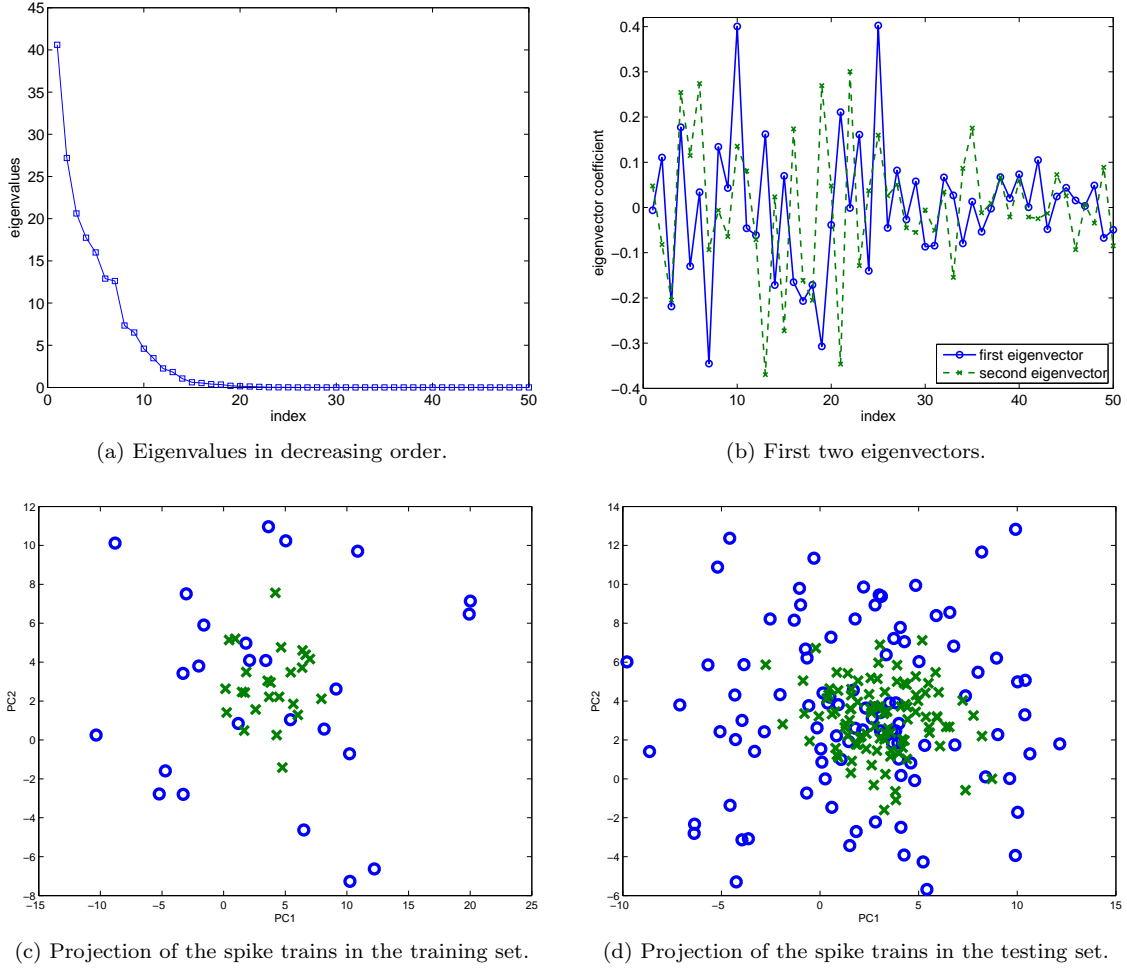 45
40
35
30
25
20
15
10
5
0
eigenvalues
0 10 20 30 40 50
index
(a) Eigenvalues in decreasing order.
0.4
0.3
0.2
0.1
0
−0.1
−0.2
−0.3
−0.4
eigenvector coefficient
first eigenvector
second eigenvector
0 10 20 30 40 50
index
(b) First two eigenvectors.
12
10
8
6
4
2
0
−2
−4
−6
−8
PC2
−15 −10 −5 0 5 10 15 20 25
PC1
(c) Projection of the spike trains in the training set.
14
12
10
8
6
4
2
0
−2
−4
−6
PC2
−10 −5 0 5 10 15
PC1
(d) Projection of the spike trains in the testing set.